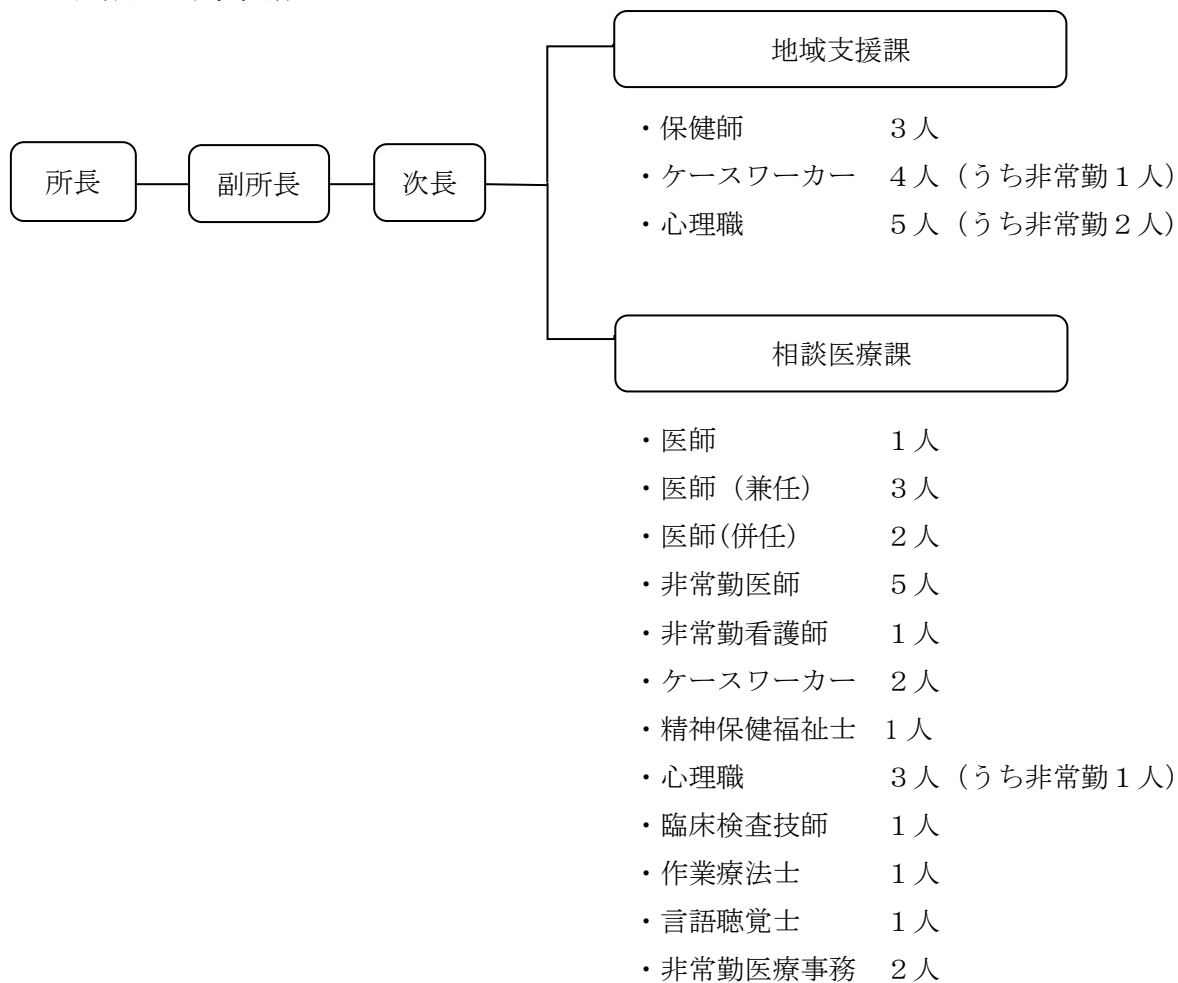 地域支援課
・保健師 3人
所長 副所長 次長
・ケースワーカー 4人(うち非常勤1人)
・心理職 5人(うち非常勤2人)
相談医療課
・医師 1人
・医師(兼任) 3人
・医師(併任) 2人
・非常勤医師 5人
・非常勤看護師 1人
・ケースワーカー 2人
・精神保健福祉士 1人
・心理職 3人(うち非常勤1人)
・臨床検査技師 1人
・作業療法士 1人
・言語聴覚士 1人
・非常勤医療事務 2人